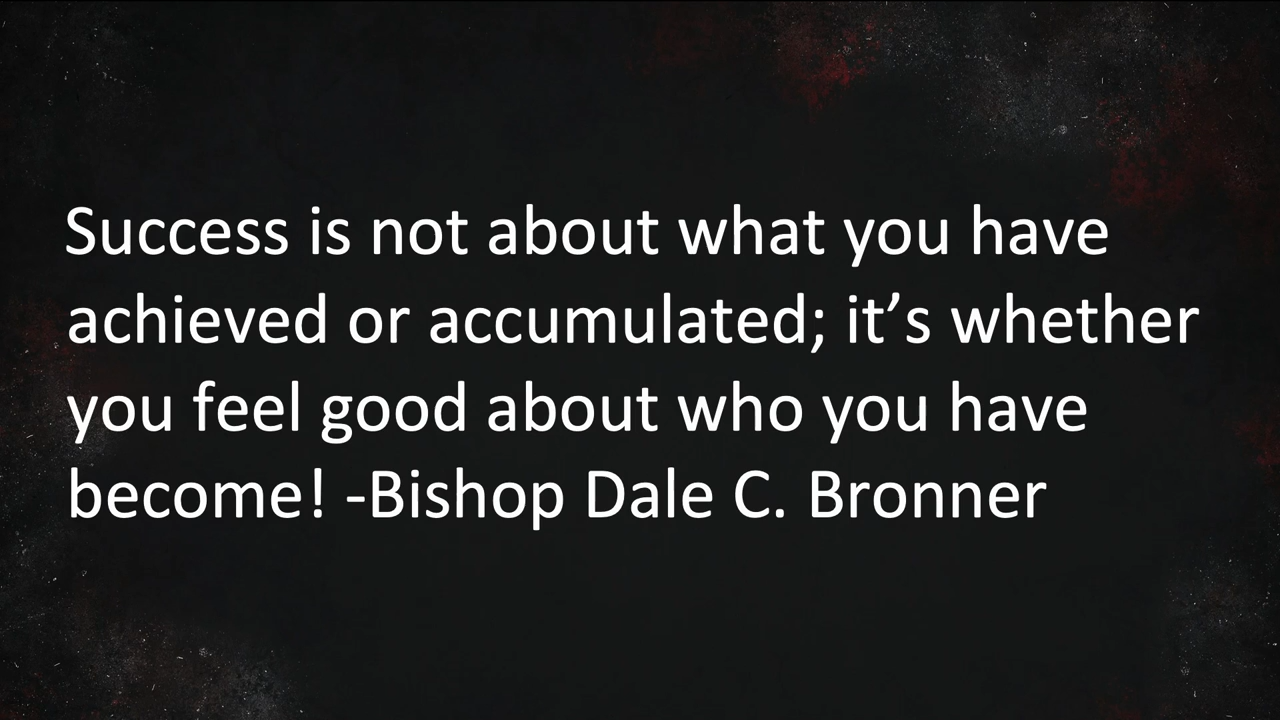 Success is not about what you have
achieved or accumulated; it’s whether
you feel good about who you have
become! -Bishop Dale C. Bronner